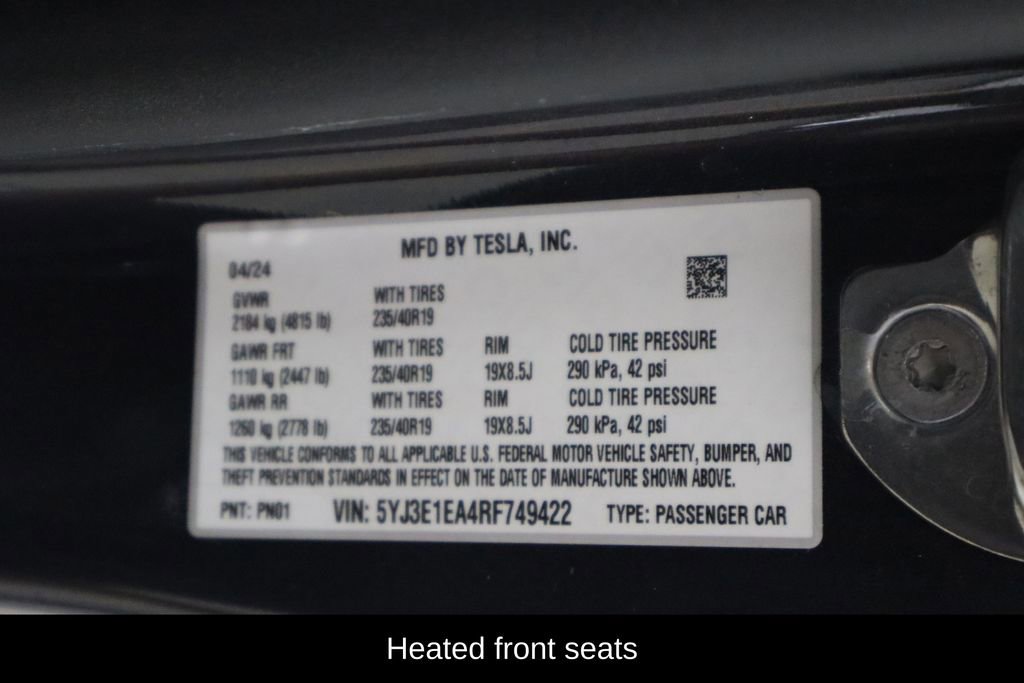 MFD BY TESLA, INC.
04/24
GVWR WITH TIRES
2184 kg (4815 lb) 235/40R19
GAWR FRT WITH TIRES RIM COLD TIRE PRESSURE
1110 kg (2447 lb) 235/40R19 19X8.5J 290 kPa, 42 psi
GAWR RR WITH TIRES RIM COLD TIRE PRESSURE
1260 kg (2778 lb) 235/40R19 19X8.5J 290 kPa, 42 psi
THIS VEHICLE CONFORMS TO ALL APPLICABLE U.S. FEDERAL MOTOR VEHICLE SAFETY, BUMPER, AND
THEFT PREVENTION STANDARDS IN EFFECT ON THE DATE OF MANUFACTURE SHOWN ABOVE.
PNT: PN01 VIN: 5YJ3E1EA4RF749422 TYPE: PASSENGER CAR
Heated front seats